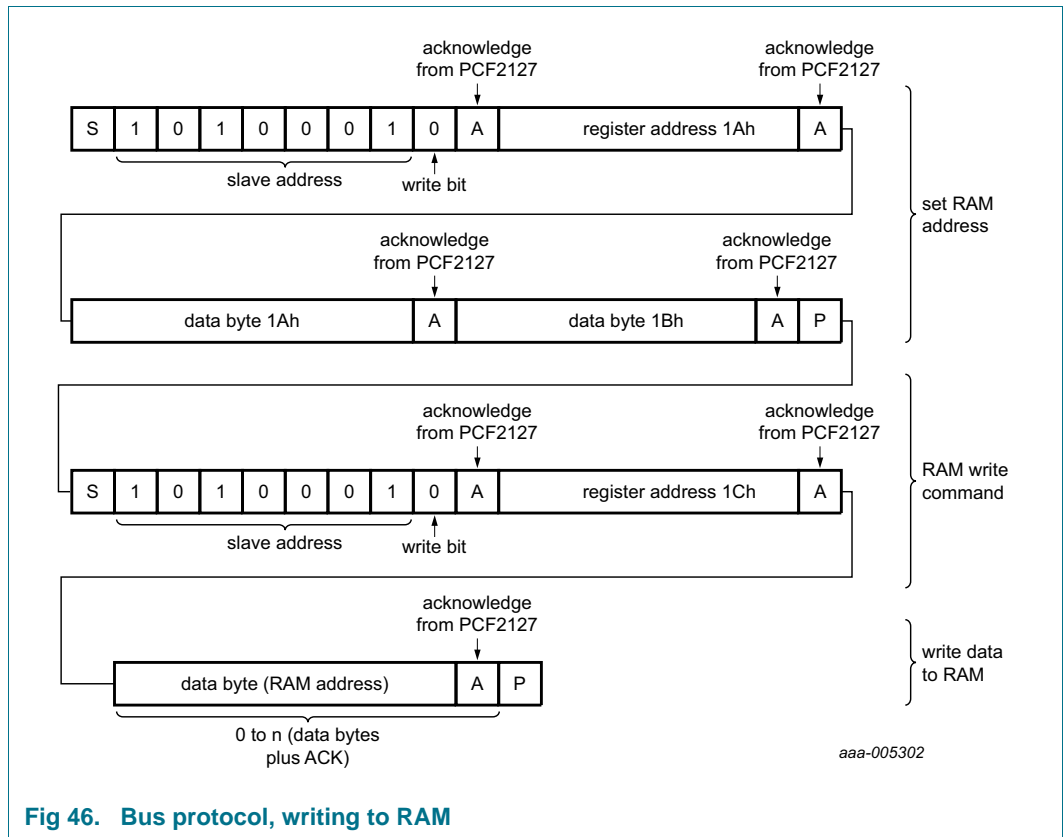 acknowledge
from PCF2127
acknowledge
from PCF2127
S 1 0 1 0 0 0 1 0 A register address 1Ah A
slave address
write bit
set RAM
address
acknowledge
from PCF2127
acknowledge
from PCF2127
data byte 1Ah A data byte 1Bh A P
acknowledge
from PCF2127
acknowledge
from PCF2127
S 1 0 1 0 0 0 1 0 A register address 1Ch A
slave address
write bit
RAM write
command
acknowledge
from PCF2127
data byte (RAM address) A P
write data
to RAM
0 to n (data bytes
plus ACK)
aaa-005302
Fig 46. Bus protocol, writing to RAM